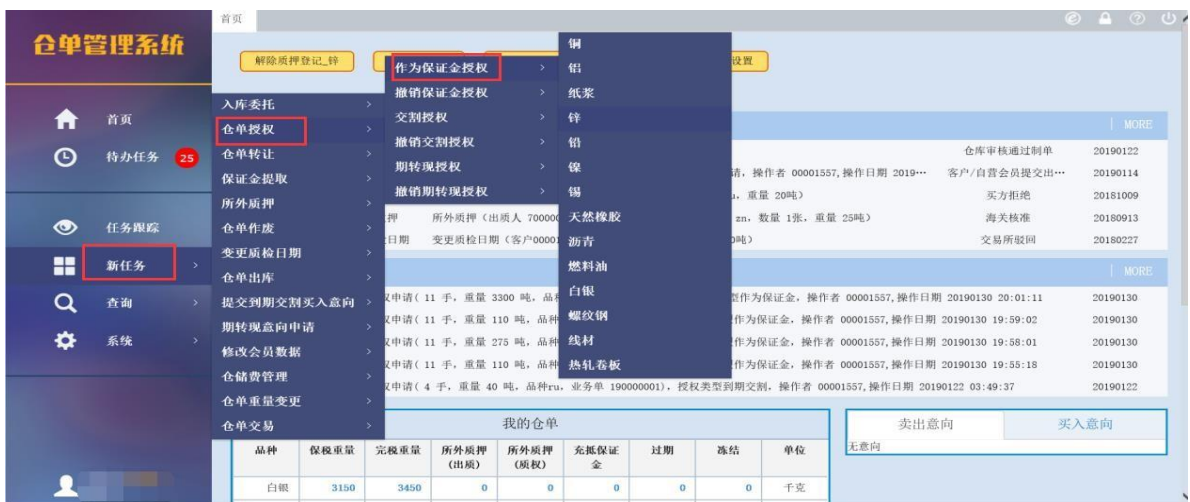 首页
仓单管理系统
解除质押登记_锌
设置
首页
待办任务 25
任务跟踪
新任务
查询
系统
入库委托
仓单授权
仓单转让
保证金提取
所外质押
仓单作废
变更质检日期
仓单出库
提交到期交割买入意向
期转现意向申请
修改会员数据
仓储费管理
仓单重量变更
仓单交易
作为保证金授权
撤销保证金授权
交割授权
撤销交割授权
期转现授权
撤销期转现授权
铜
铝
纸浆
锌
铅
镍
锡
天然橡胶
沥青
燃料油
白银
螺纹钢
线材
热轧卷板
MORE
仓库审核通过制单 20190122
请，操作者 00001557,操作日期 2019… 客户/自营会员提交出… 20190114
重量 20吨） 买方拒绝 20181009
押 所外质押（出质人 70000 zn，数量 1张，重量 25吨） 海关核准 20180913
日期 变更质检日期（客户0000 吨） 交易所驳回 20180227
MORE
申请( 11 手，重量 3300 吨，品 作为保证金，操作者 00001557,操作日期 20190130 20:01:11 20190130
申请( 11 手，重量 110 吨，品种 作为保证金，操作者 00001557,操作日期 20190130 19:59:02 20190130
申请( 11 手，重量 275 吨，品种 作为保证金，操作者 00001557,操作日期 20190130 19:58:01 20190130
申请( 11 手，重量 110 吨，品种 作为保证金，操作者 00001557,操作日期 20190130 19:55:18 20190130
申请( 4 手，重量 40 吨，品种ru，业务单 190000001)，授权类型到期交割，操作者 00001557,操作日期 20190122 03:49:37 20190122
我的仓单
品种 保税重量 完税重量 所外质押(出质) 所外质押(质权) 充抵保证金 过期 冻结 单位
白银 3150 3450 0 0 0 0 0 千克
卖出意向 买入意向
无意向